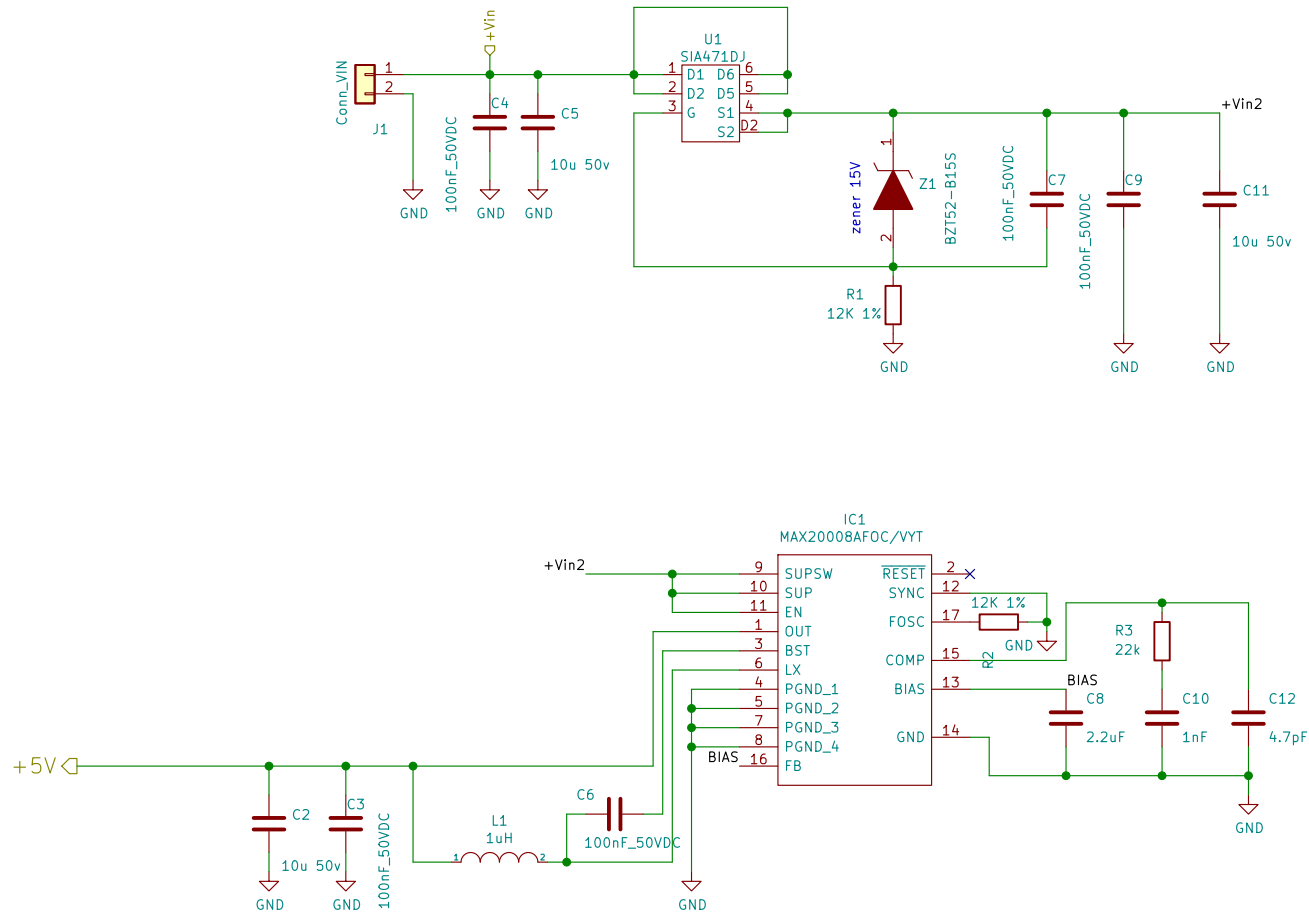 +Vin
U1
SIA471DJ
1 D1 D6 6
2 D2 D5 5
3 G S1 4
S2 D2
Conn_VIN
1
2
J1
C4
100nF_50VDC
C5
10u 50v
GND
GND
GND
+Vin2
zener 15V
1
2
Z1
BZT52-B15S
C7
100nF_50VDC
C9
100nF_50VDC
C11
10u 50v
R1
12K 1%
GND
GND
GND
IC1
MAX20008AFOC/VYT
+Vin2
9 SUPSW
10 SUP
11 EN
1 OUT
3 BST
6 LX
4 PGND_1
5 PGND_2
7 PGND_3
8 PGND_4
BIAS
16 FB
RESET 2
SYNC 12
FOSC 17
COMP 15
BIAS 13
GND 14
12K 1%
R2
GND
R3
22k
BIAS
C8
2.2uF
C10
1nF
C12
4.7pF
GND
+5V
C2
10u 50v
C3
100nF_50VDC
C6
100nF_50VDC
L1
1uH
1
2
GND
GND
GND